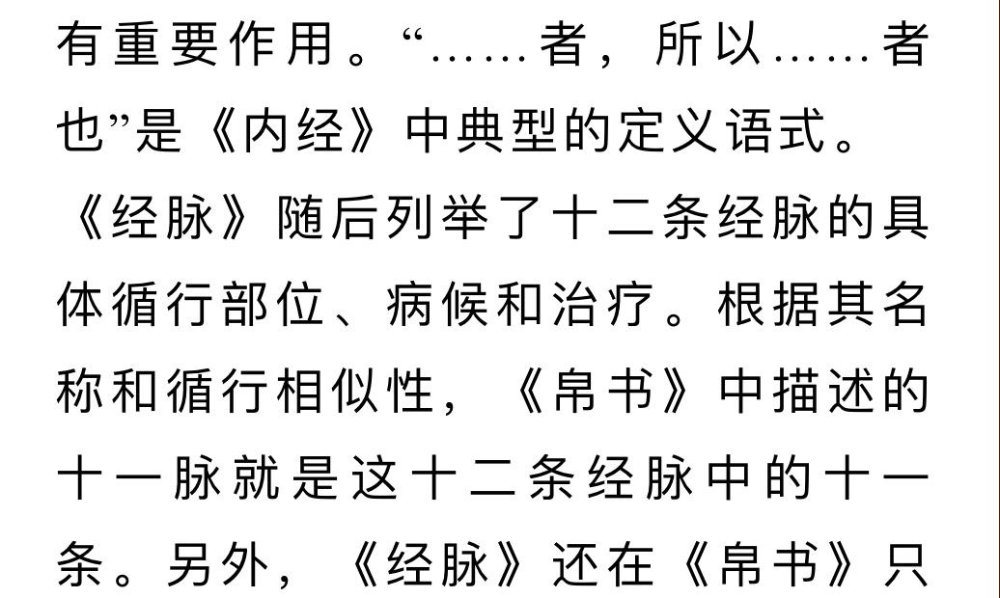 有重要作用。“……者，所以……者
也”是《内经》中典型的定义语式。
《经脉》随后列举了十二条经脉的具
体循行部位、病候和治疗。根据其名
称和循行相似性，《帛书》中描述的
十一脉就是这十二条经脉中的十一
条。另外，《经脉》还在《帛书》只